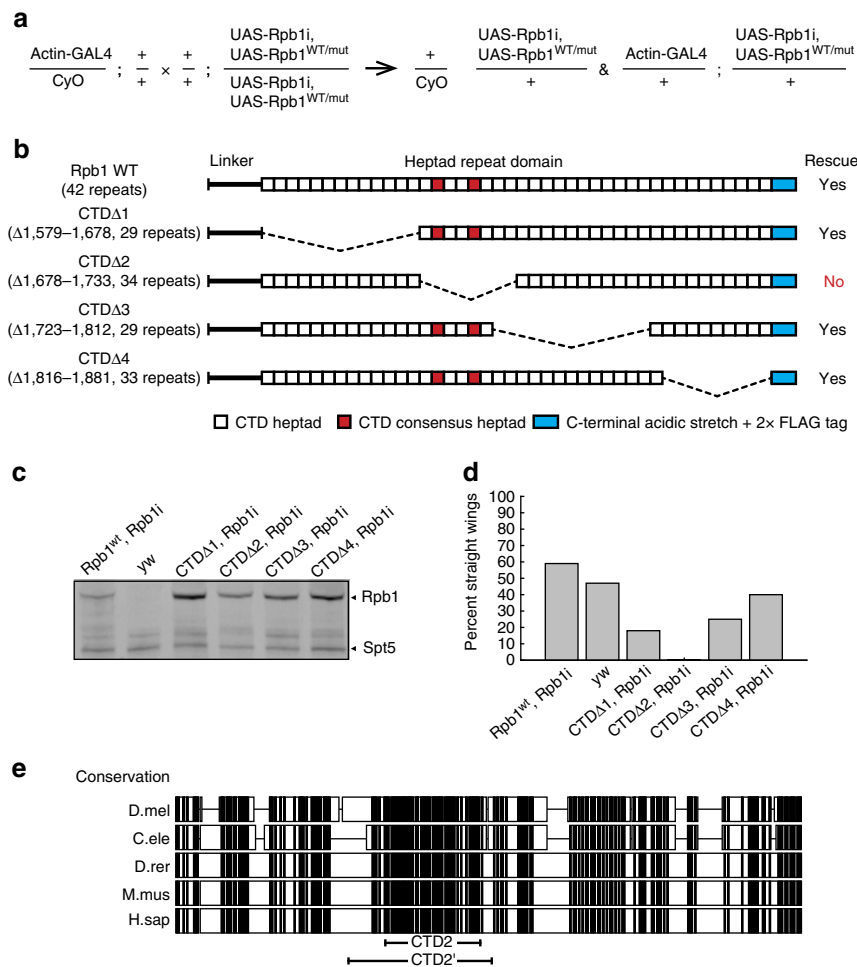 a
Actin-GAL4
CyO
;
+
+
×
+
+
;
UAS-Rpb1i,
UAS-Rpb1WT/mut
UAS-Rpb1i,
UAS-Rpb1WT/mut
+
CyO
UAS-Rpb1i,
UAS-Rpb1WT/mut
+
&
Actin-GAL4
+
;
UAS-Rpb1i,
UAS-Rpb1WT/mut
+
b
Rpb1 WT
(42 repeats)
Linker
Heptad repeat domain
Rescue
Yes
CTDΔ1
(Δ1,579–1,678, 29 repeats)
Yes
CTDΔ2
(Δ1,678–1,733, 34 repeats)
No
CTDΔ3
(Δ1,723–1,812, 29 repeats)
Yes
CTDΔ4
(Δ1,816–1,881, 33 repeats)
Yes
CTD heptad
CTD consensus heptad
C-terminal acidic stretch + 2× FLAG tag
c
Rpb1wt, Rpb1i
yw
CTDΔ1, Rpb1i
CTDΔ2, Rpb1i
CTDΔ3, Rpb1i
CTDΔ4, Rpb1i
Rpb1
Spt5
d
Percent straight wings
100
90
80
70
60
50
40
30
20
10
0
Rpb1wt, Rpb1i
yw
CTDΔ1, Rpb1i
CTDΔ2, Rpb1i
CTDΔ3, Rpb1i
CTDΔ4, Rpb1i
e
Conservation
D.mel
C.ele
D.rer
M.mus
H.sap
CTD2
CTD2'